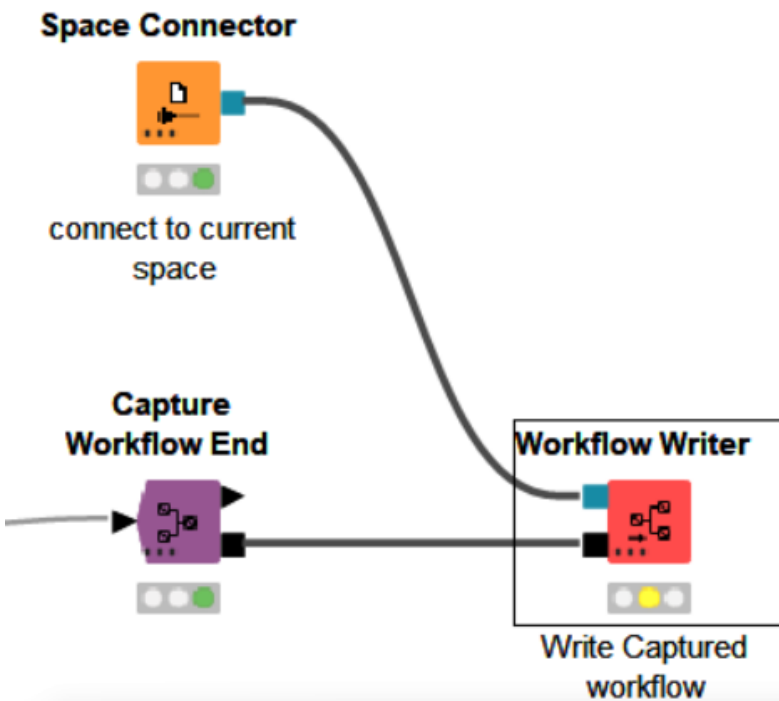 Space Connector
connect to current
space
Capture
Workflow End
Workflow Writer
Write Captured
workflow